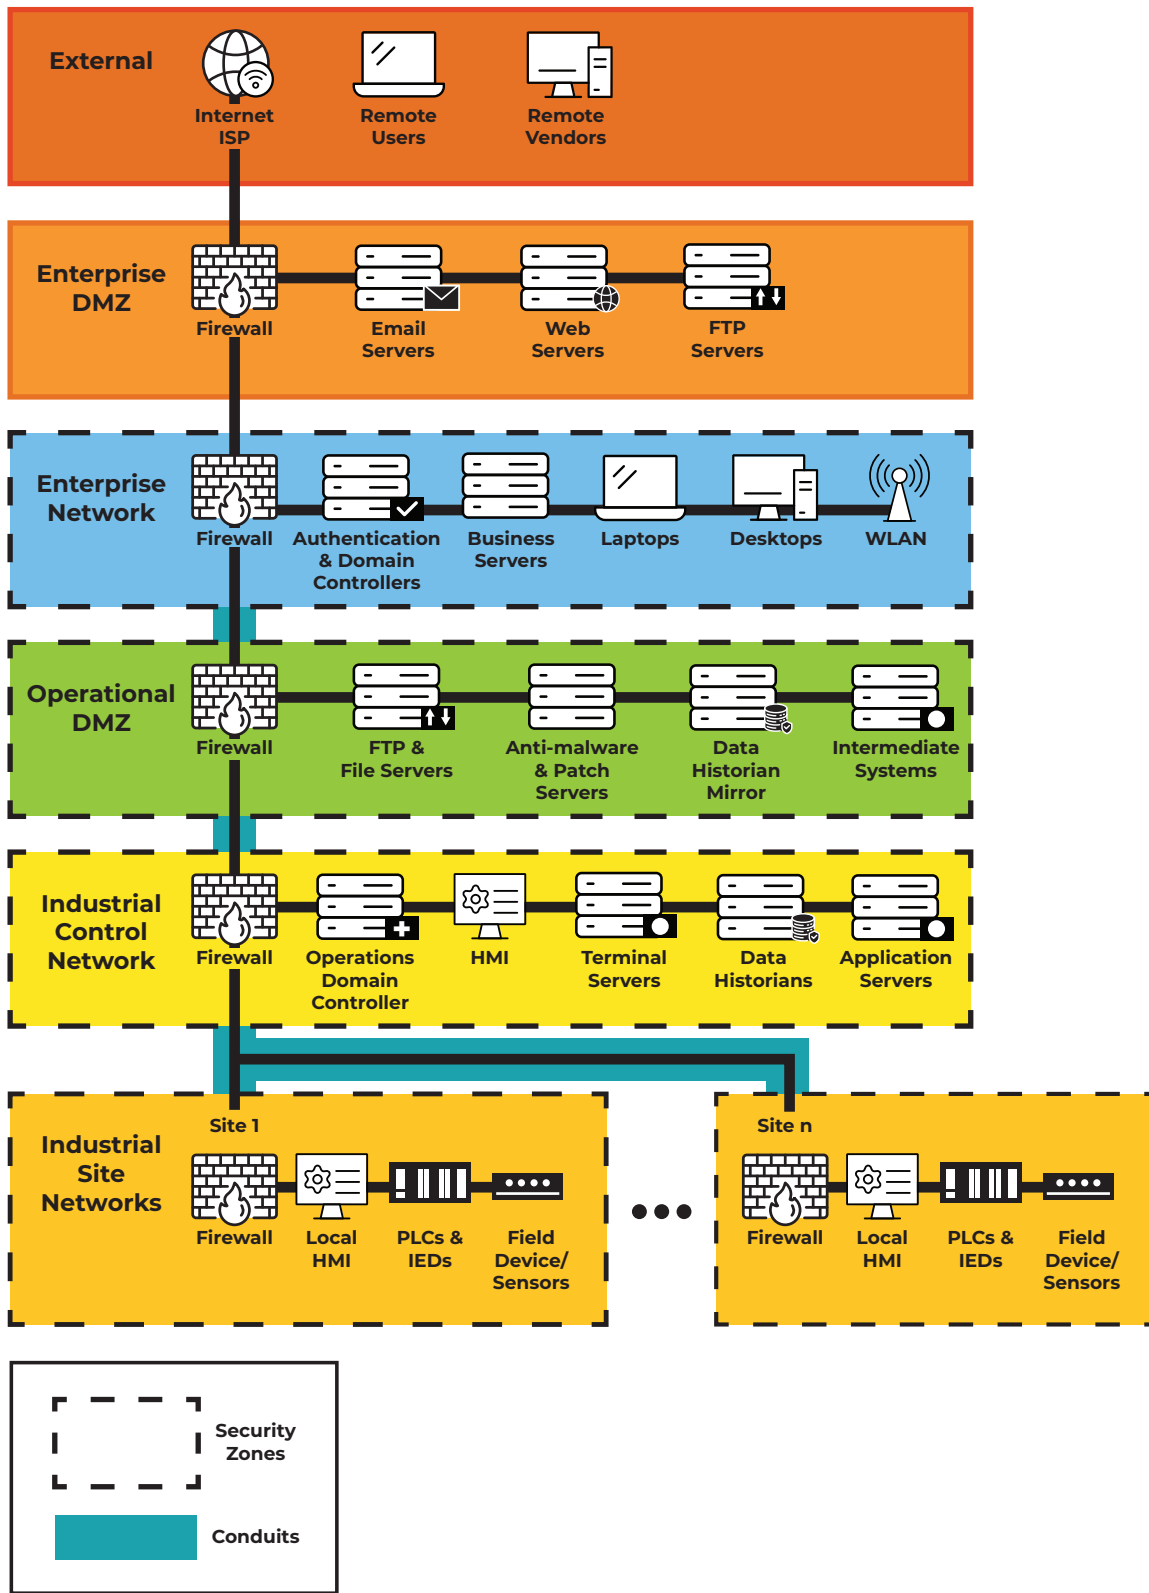 External
Internet
ISP
Remote
Users
Remote
Vendors
Enterprise
DMZ
Firewall
Email
Servers
Web
Servers
FTP
Servers
Enterprise
Network
Firewall
Authentication
& Domain
Controllers
Business
Servers
Laptops
Desktops
WLAN
Operational
DMZ
Firewall
FTP &
File Servers
Anti-malware
& Patch
Servers
Data
Historian
Mirror
Intermediate
Systems
Industrial
Control
Network
Firewall
Operations
Domain
Controller
HMI
Terminal
Servers
Data
Historians
Application
Servers
Industrial
Site
Networks
Site 1
Firewall
Local
HMI
PLCs &
IEDs
Field
Device/
Sensors
Site n
Firewall
Local
HMI
PLCs &
IEDs
Field
Device/
Sensors
Security
Zones
Conduits